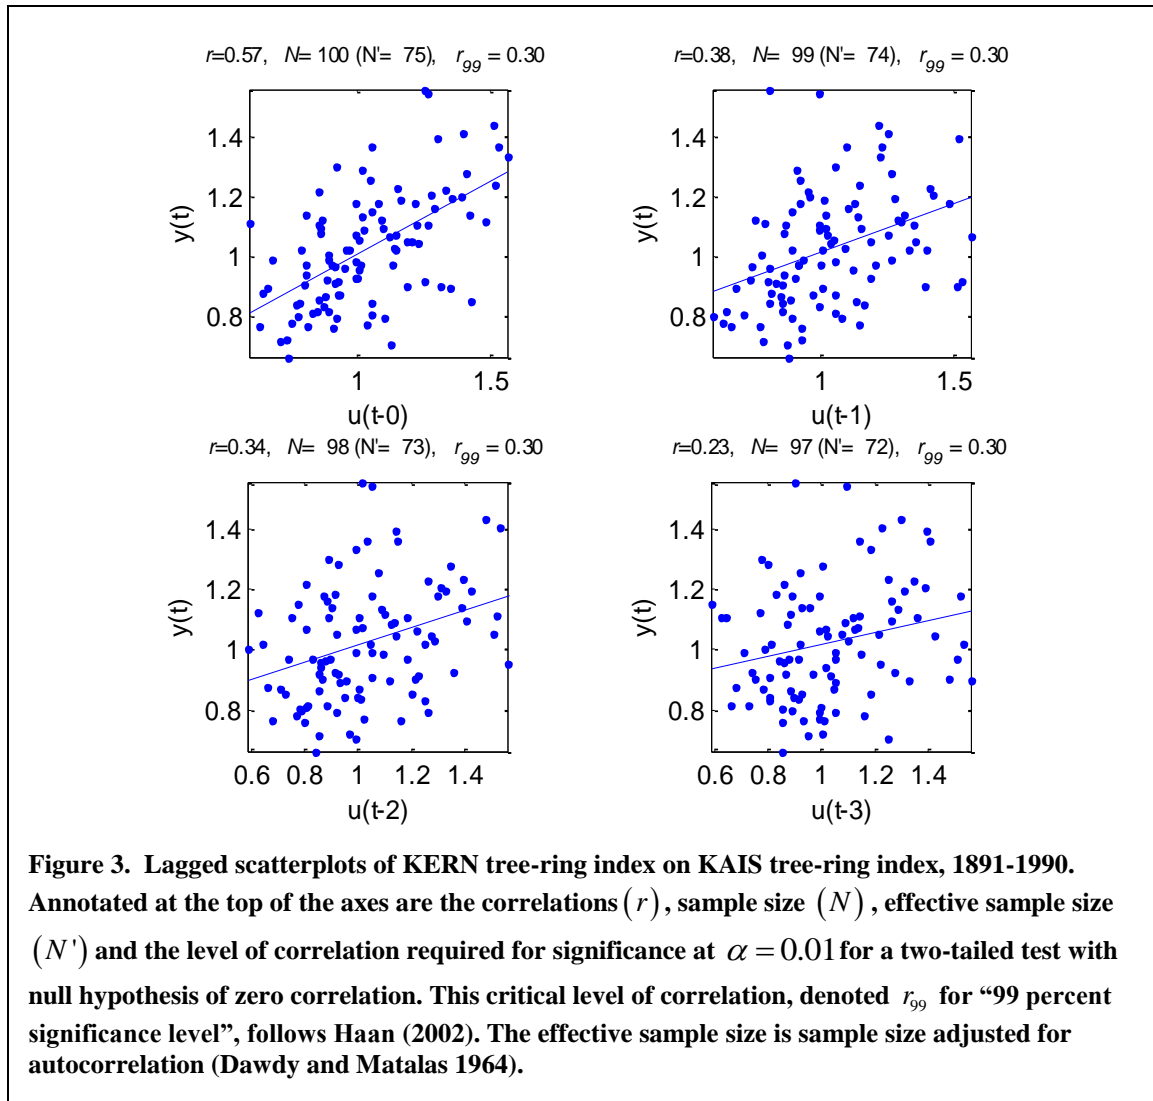 r=0.57, N= 100 (N'= 75), r99 = 0.30
r=0.38, N= 99 (N'= 74), r99 = 0.30
1.4
1.2
1
0.8
y(t)
1
1.5
u(t-0)
1.4
1.2
1
0.8
y(t)
1
1.5
u(t-1)
r=0.34, N= 98 (N'= 73), r99 = 0.30
r=0.23, N= 97 (N'= 72), r99 = 0.30
1.4
1.2
1
0.8
y(t)
0.6 0.8 1 1.2 1.4
u(t-2)
1.4
1.2
1
0.8
y(t)
0.6 0.8 1 1.2 1.4
u(t-3)
Figure 3. Lagged scatterplots of KERN tree-ring index on KAIS tree-ring index, 1891-1990.
Annotated at the top of the axes are the correlations (r), sample size (N), effective sample size
(N') and the level of correlation required for significance at α = 0.01 for a two-tailed test with
null hypothesis of zero correlation. This critical level of correlation, denoted r99 for “99 percent
significance level”, follows Haan (2002). The effective sample size is sample size adjusted for
autocorrelation (Dawdy and Matalas 1964).